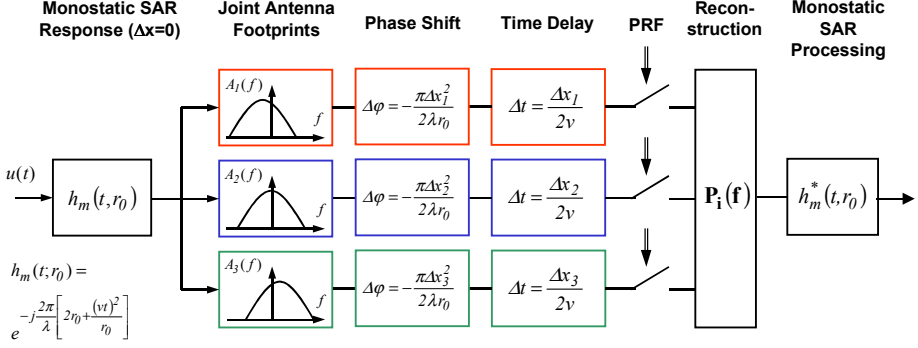 Monostatic SAR Response (Δx=0)
Joint Antenna Footprints
Phase Shift
Time Delay
PRF
Recon-struction
Monostatic SAR Processing
u(t)
h_m(t,r_0)
A_1(f)
f
Δφ = −πΔx_1^2 / 2λr_0
Δt = Δx_1 / 2v
A_2(f)
f
Δφ = −πΔx_2^2 / 2λr_0
Δt = Δx_2 / 2v
A_3(f)
f
Δφ = −πΔx_3^2 / 2λr_0
Δt = Δx_3 / 2v
P_i(f)
h_m^*(t,r_0)
h_m(t;r_0) =
e^{−j(2π/λ)[2r_0+(vt)^2/r_0]}